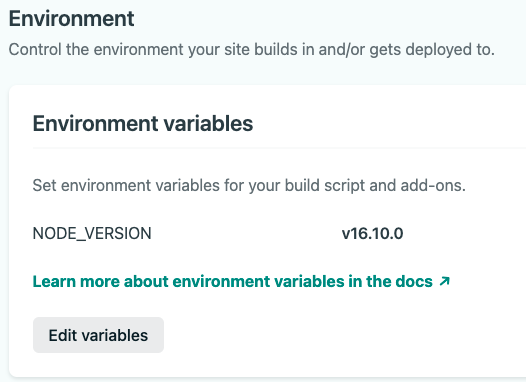 Environment
Control the environment your site builds in and/or gets deployed to.
Environment variables
Set environment variables for your build script and add-ons.
NODE_VERSION v16.10.0
Learn more about environment variables in the docs ↗
Edit variables